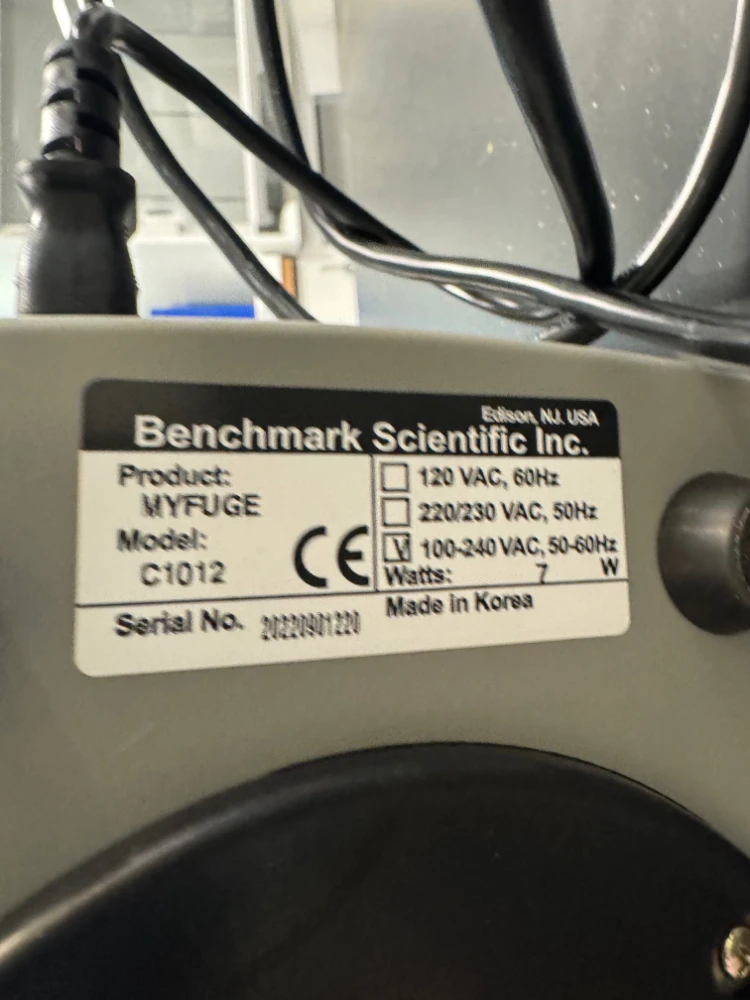 Edison, NJ. USA
Benchmark Scientific Inc.
Product:
MYFUGE
Model:
C1012
CE
120 VAC, 60Hz
220/230 VAC, 50Hz
V 100-240 VAC, 50-60Hz
Watts: 7 W
Serial No. 20220901220
Made in Korea